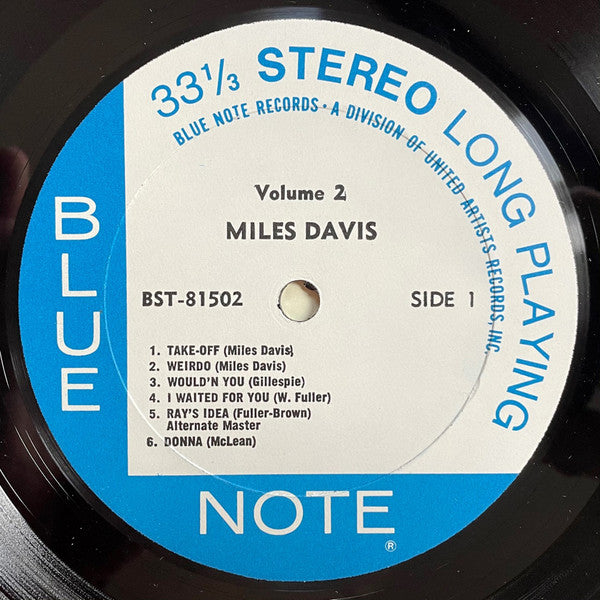 33⅓ STEREO LONG PLAYING
BLUE NOTE RECORDS • A DIVISION OF UNITED ARTISTS RECORDS, INC.
Volume 2
MILES DAVIS
BST-81502
SIDE 1
1. TAKE-OFF (Miles Davis)
2. WEIRDO (Miles Davis)
3. WOULD'N YOU (Gillespie)
4. I WAITED FOR YOU (W. Fuller)
5. RAY'S IDEA (Fuller-Brown)
Alternate Master
6. DONNA (McLean)
BLUE
NOTE®